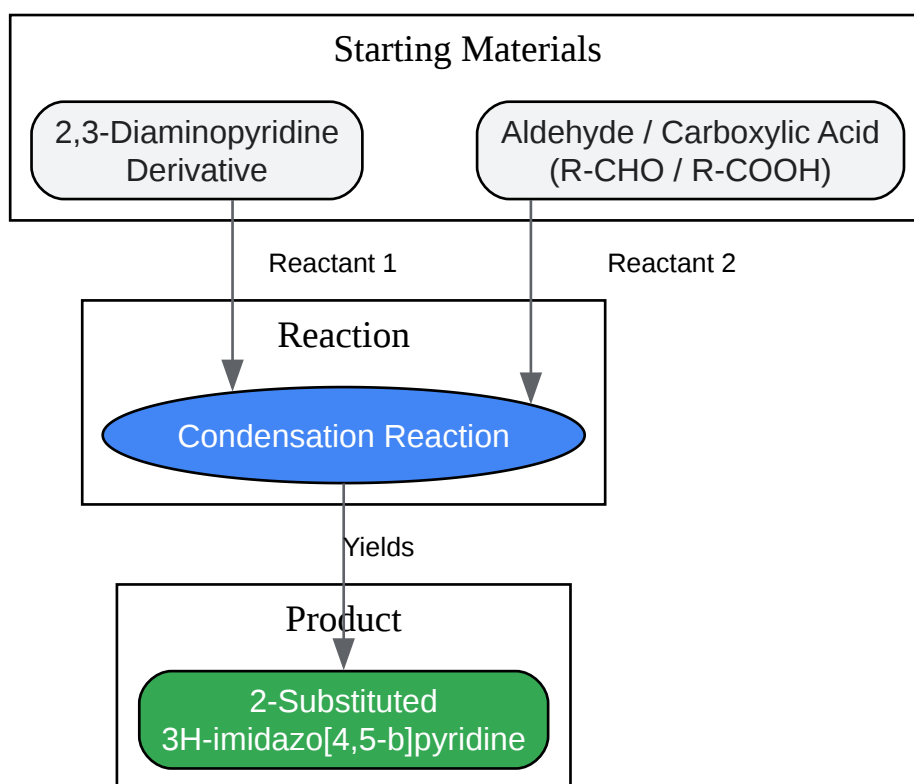 Starting Materials
2,3-Diaminopyridine
Derivative
Aldehyde / Carboxylic Acid
(R-CHO / R-COOH)
Reactant 1
Reactant 2
Reaction
Condensation Reaction
Yields
Product
2-Substituted
3H-imidazo[4,5-b]pyridine